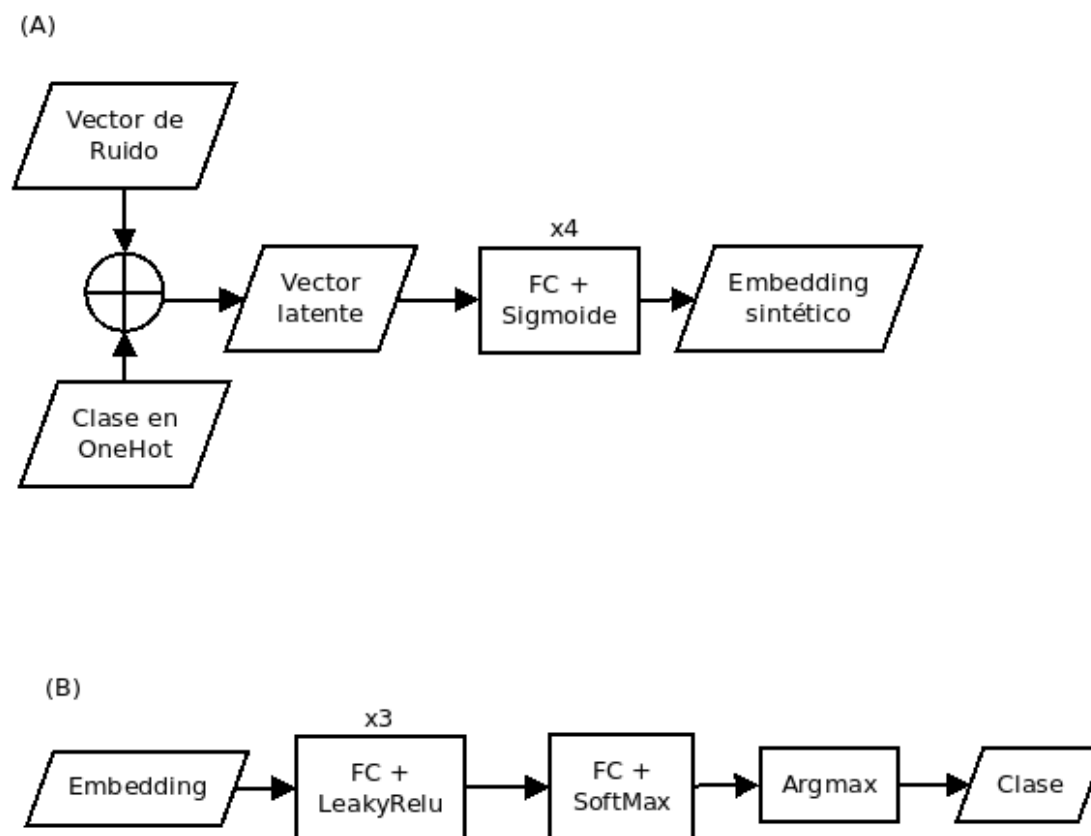 (A)
Vector de
Ruido
x4
Vector
latente
FC +
Sigmoide
Embedding
sintético
Clase en
OneHot
(B)
x3
Embedding
FC +
LeakyRelu
FC +
SoftMax
Argmax
Clase